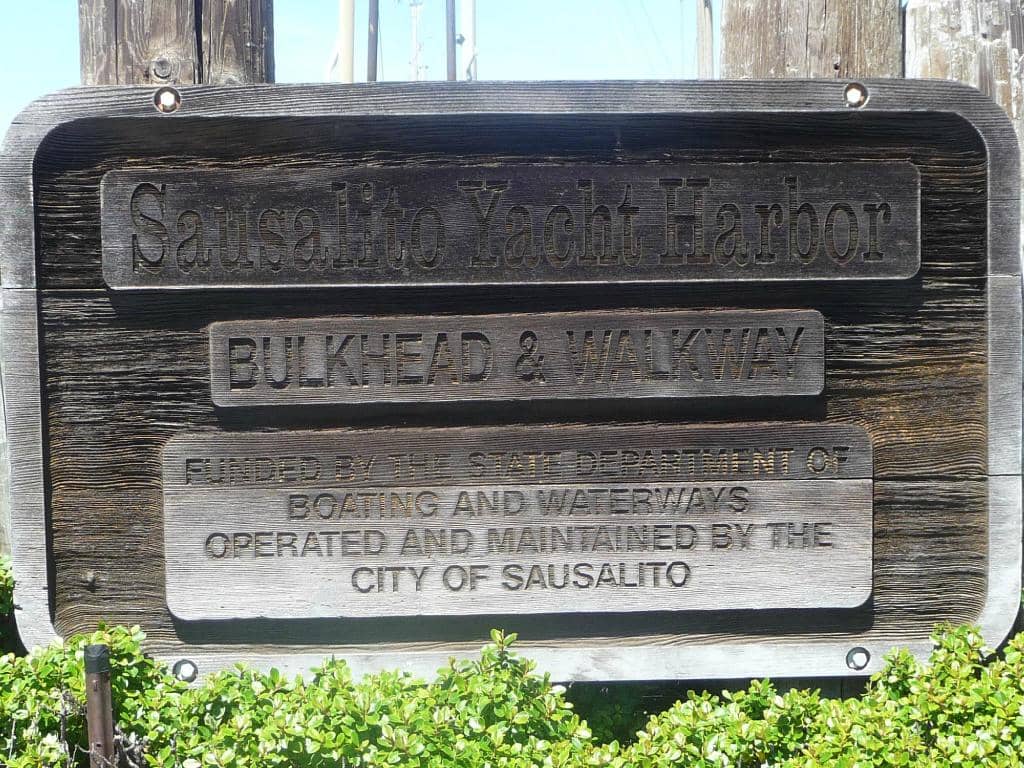 Sausalito Yacht Harbor
BULKHEAD & WALKWAY
FUNDED BY THE STATE DEPARTMENT OF
BOATING AND WATERWAYS
OPERATED AND MAINTAINED BY THE
CITY OF SAUSALITO